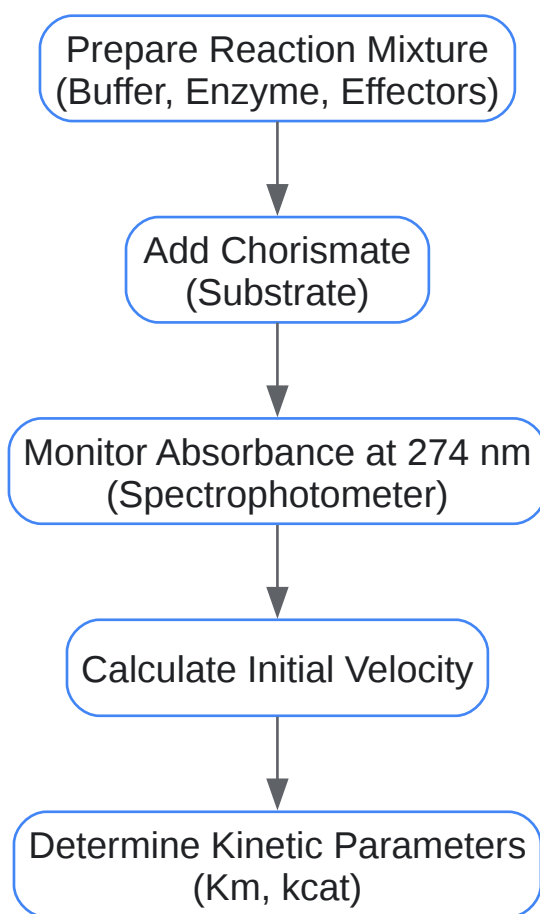 Prepare Reaction Mixture
(Buffer, Enzyme, Effectors)
Add Chorismate
(Substrate)
Monitor Absorbance at 274 nm
(Spectrophotometer)
Calculate Initial Velocity
Determine Kinetic Parameters
(Km, kcat)